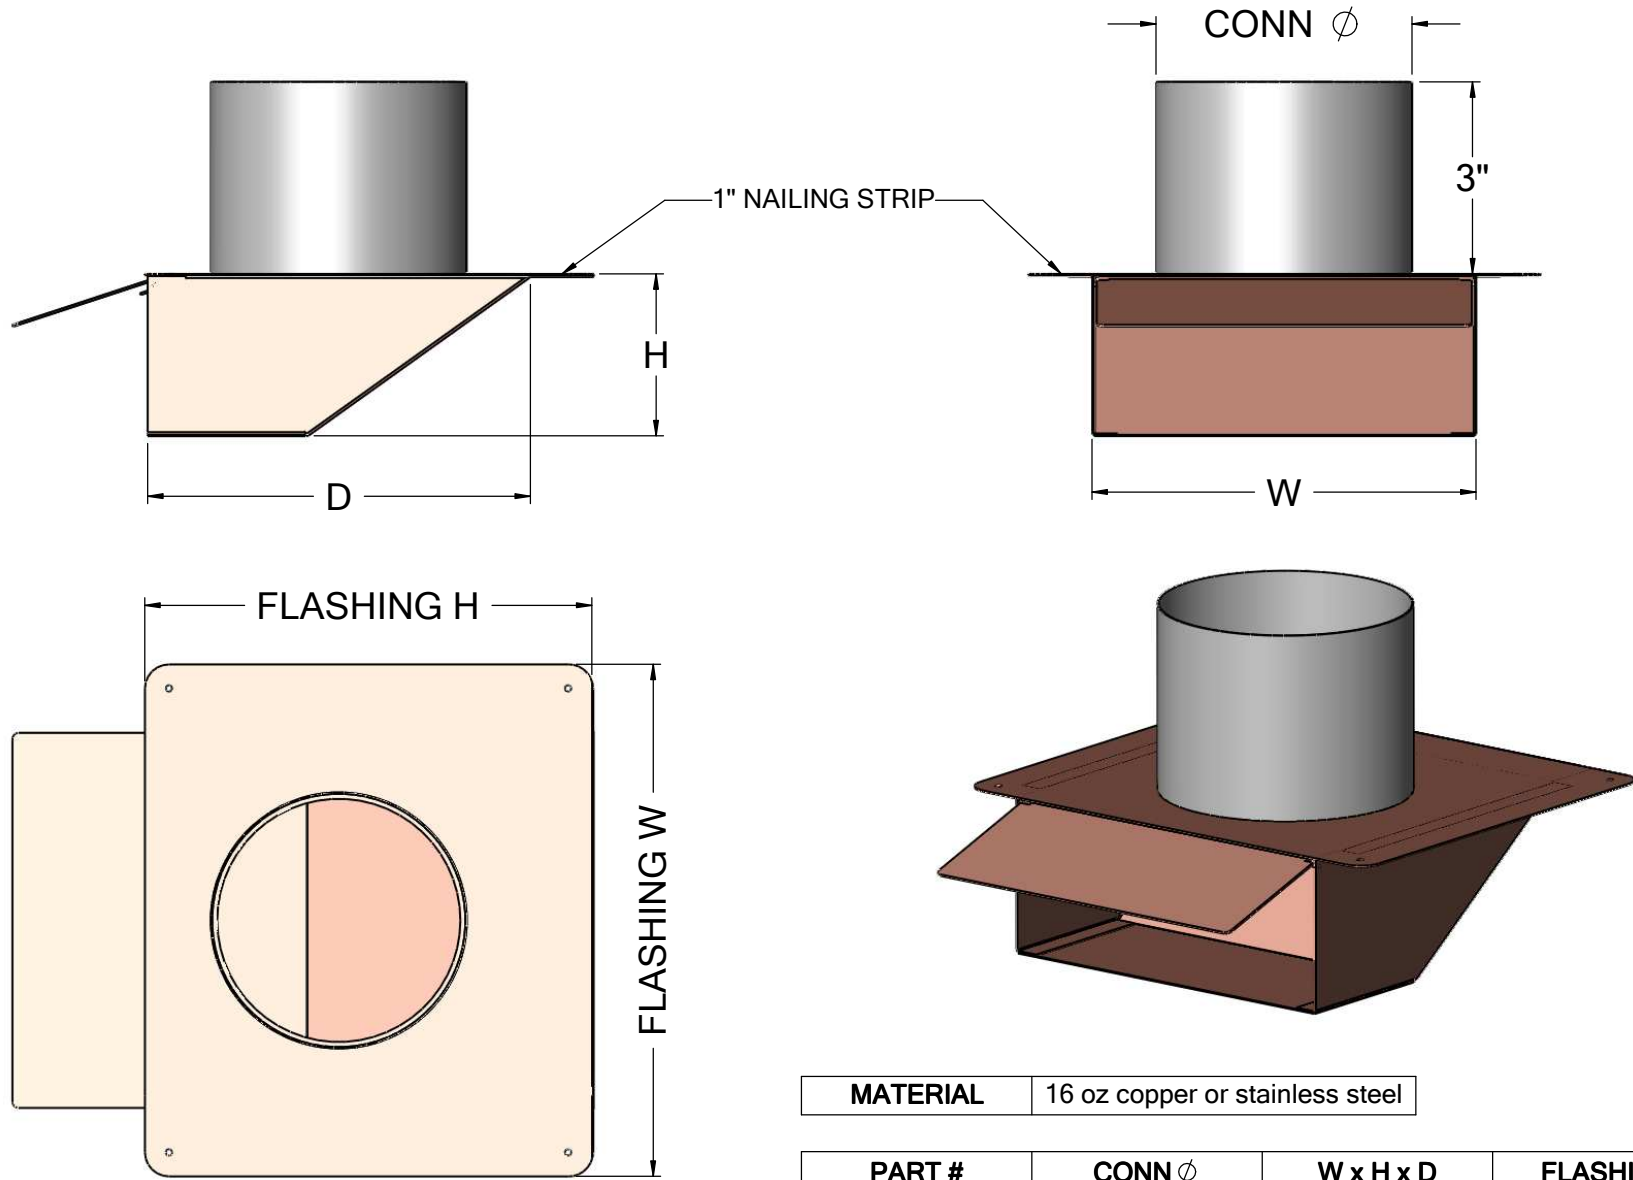 CONN ∅
3"
1" NAILING STRIP
H
D
W
FLASHING H
FLASHING W
MATERIAL 16 oz copper or stainless steel
PART # CONN ∅ W x H x D